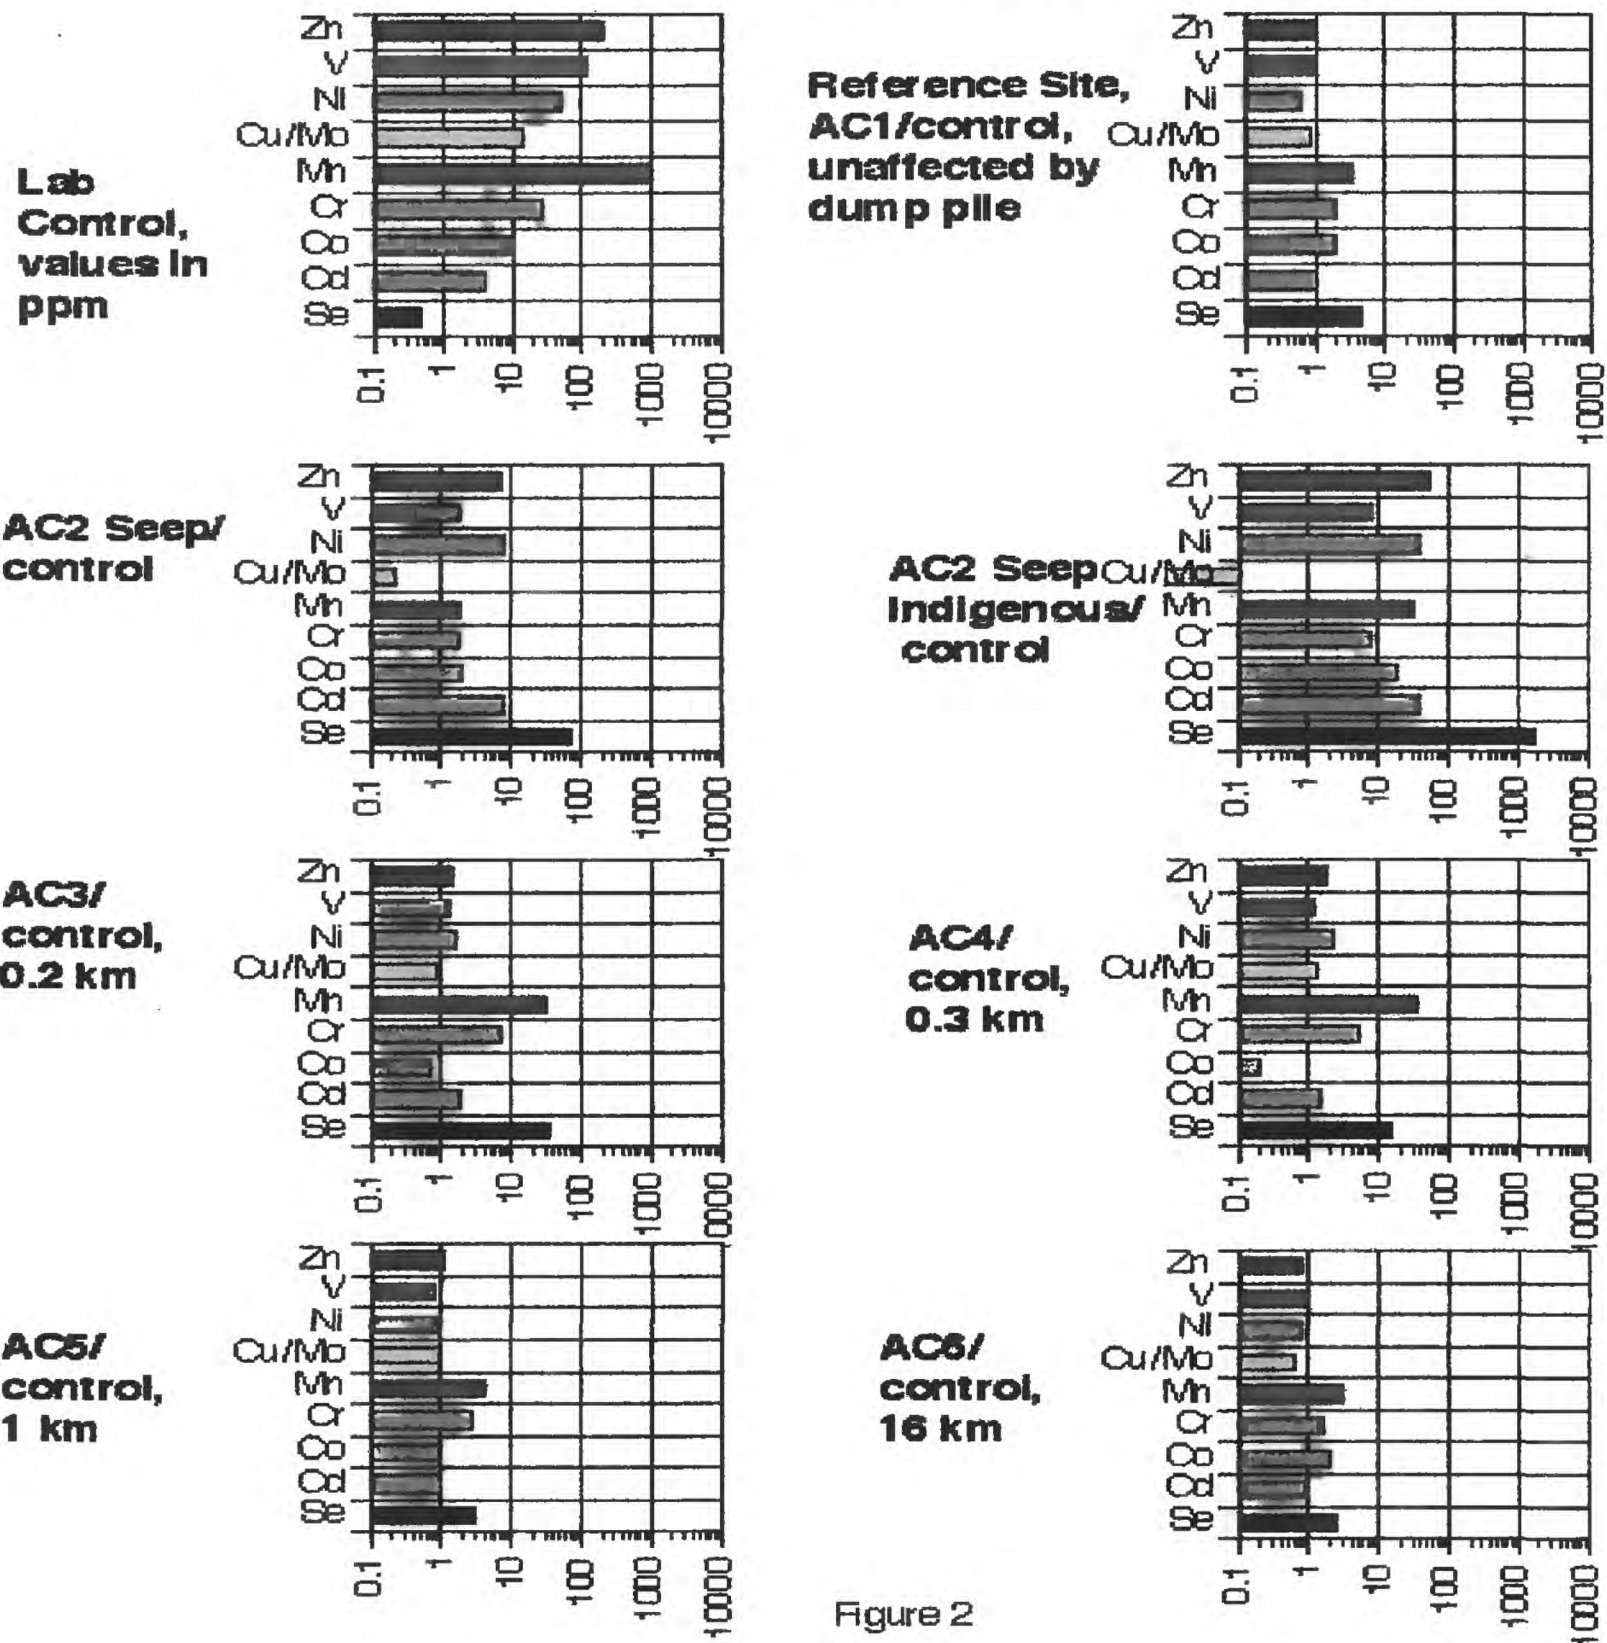 Lab
Control,
values in
ppm
Zn
V
Ni
Cu/Mo
Mn
Cr
Co
Cd
Se
0.1
1
10
100
1000
10000
Reference Site,
AC1/control,
unaffected by
dump pile
Zn
V
Ni
Cu/Mo
Mn
Cr
Co
Cd
Se
0.1
1
10
100
1000
10000
AC2 Seep/
control
Zn
V
Ni
Cu/Mo
Mn
Cr
Co
Cd
Se
0.1
1
10
100
1000
10000
AC2 Seep
Indigenous/
control
Zn
V
Ni
Cu/Mo
Mn
Cr
Co
Cd
Se
0.1
1
10
100
1000
10000
AC3/
control,
0.2 km
Zn
V
Ni
Cu/Mo
Mn
Cr
Co
Cd
Se
0.1
1
10
100
1000
10000
AC4/
control,
0.3 km
Zn
V
Ni
Cu/Mo
Mn
Cr
Co
Cd
Se
0.1
1
10
100
1000
10000
AC5/
control,
1 km
Zn
V
Ni
Cu/Mo
Mn
Cr
Co
Cd
Se
0.1
1
10
100
1000
10000
AC6/
control,
16 km
Zn
V
Ni
Cu/Mo
Mn
Cr
Co
Cd
Se
0.1
1
10
100
1000
10000
Figure 2